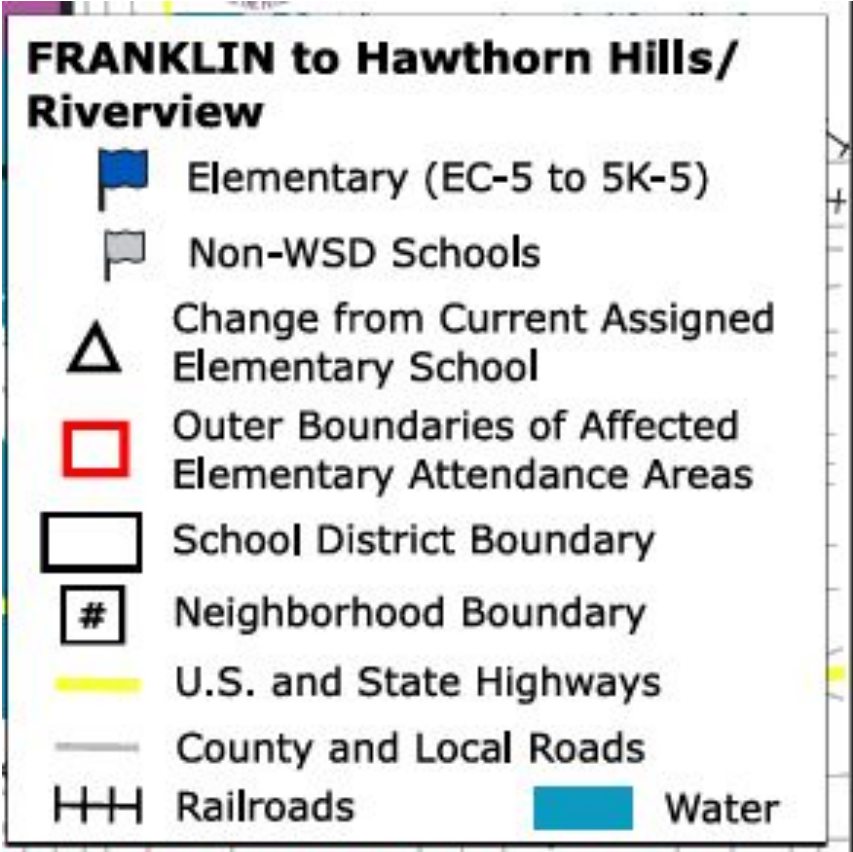 FRANKLIN to Hawthorn Hills/
Riverview
Elementary (EC-5 to 5K-5)
Non-WSD Schools
Change from Current Assigned
Elementary School
Outer Boundaries of Affected
Elementary Attendance Areas
School District Boundary
# Neighborhood Boundary
U.S. and State Highways
County and Local Roads
Railroads Water